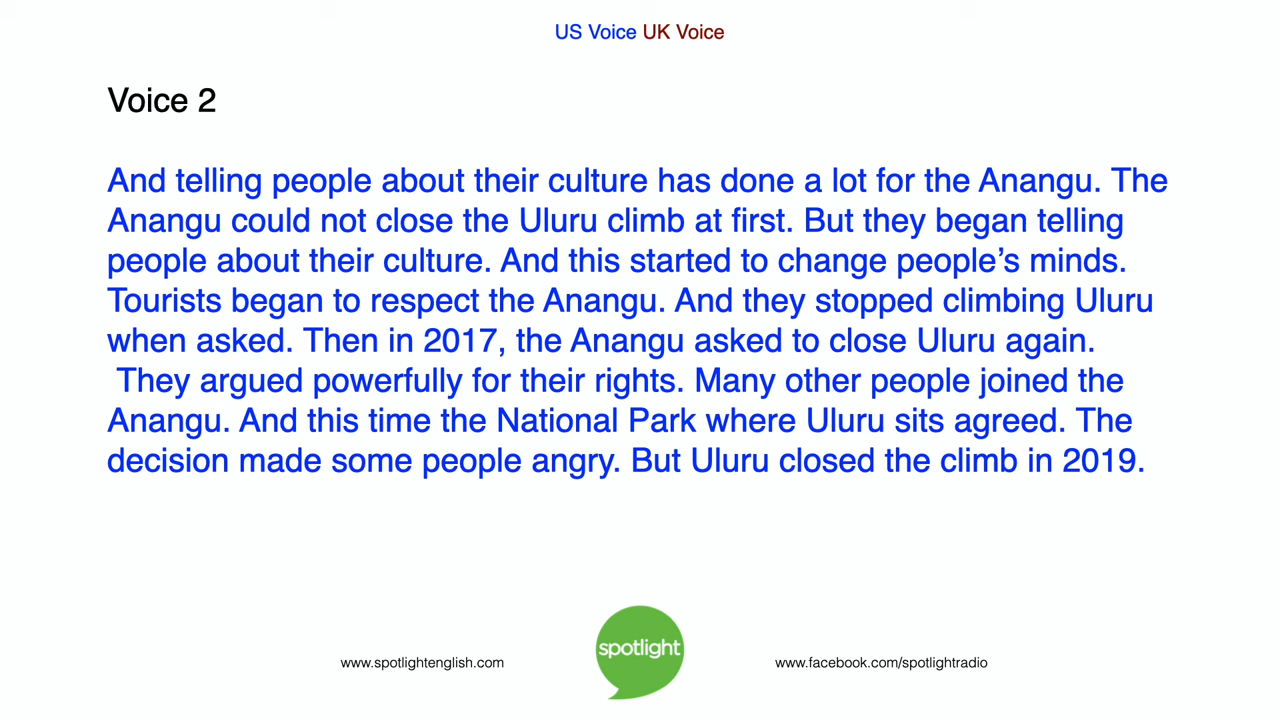 US Voice UK Voice
Voice 2
And telling people about their culture has done a lot for the Anangu. The
Anangu could not close the Uluru climb at first. But they began telling
people about their culture. And this started to change people’s minds.
Tourists began to respect the Anangu. And they stopped climbing Uluru
when asked. Then in 2017, the Anangu asked to close Uluru again.
They argued powerfully for their rights. Many other people joined the
Anangu. And this time the National Park where Uluru sits agreed. The
decision made some people angry. But Uluru closed the climb in 2019.
www.spotlightenglish.com
spotlight
www.facebook.com/spotlightradio